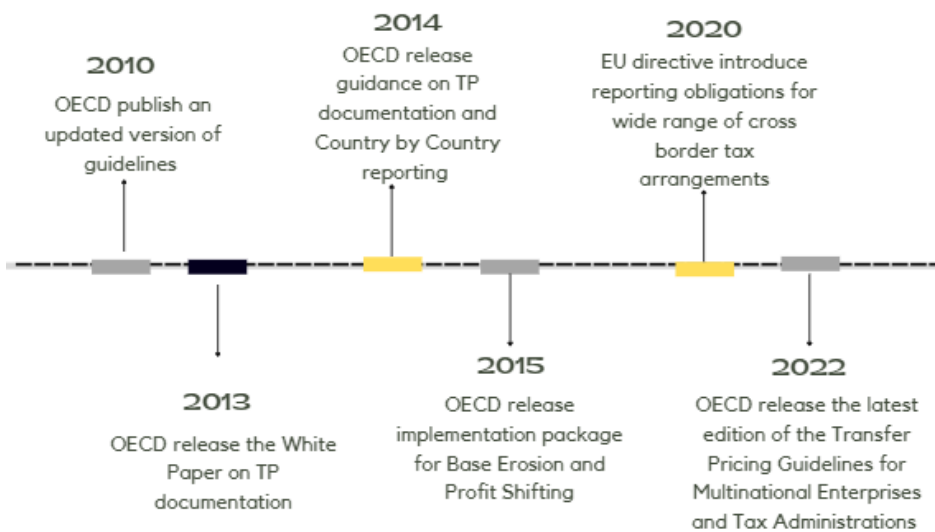 2010
OECD publish an
updated version of
guidelines
2013
OECD release the White
Paper on TP
documentation
2014
OECD release
guidance on TP
documentation and
Country by Country
reporting
2015
OECD release
implementation package
for Base Erosion and
Profit Shifting
2020
EU directive introduce
reporting obligations for
wide range of cross
border tax
arrangements
2022
OECD release the latest
edition of the Transfer
Pricing Guidelines for
Multinational Enterprises
and Tax Administrations